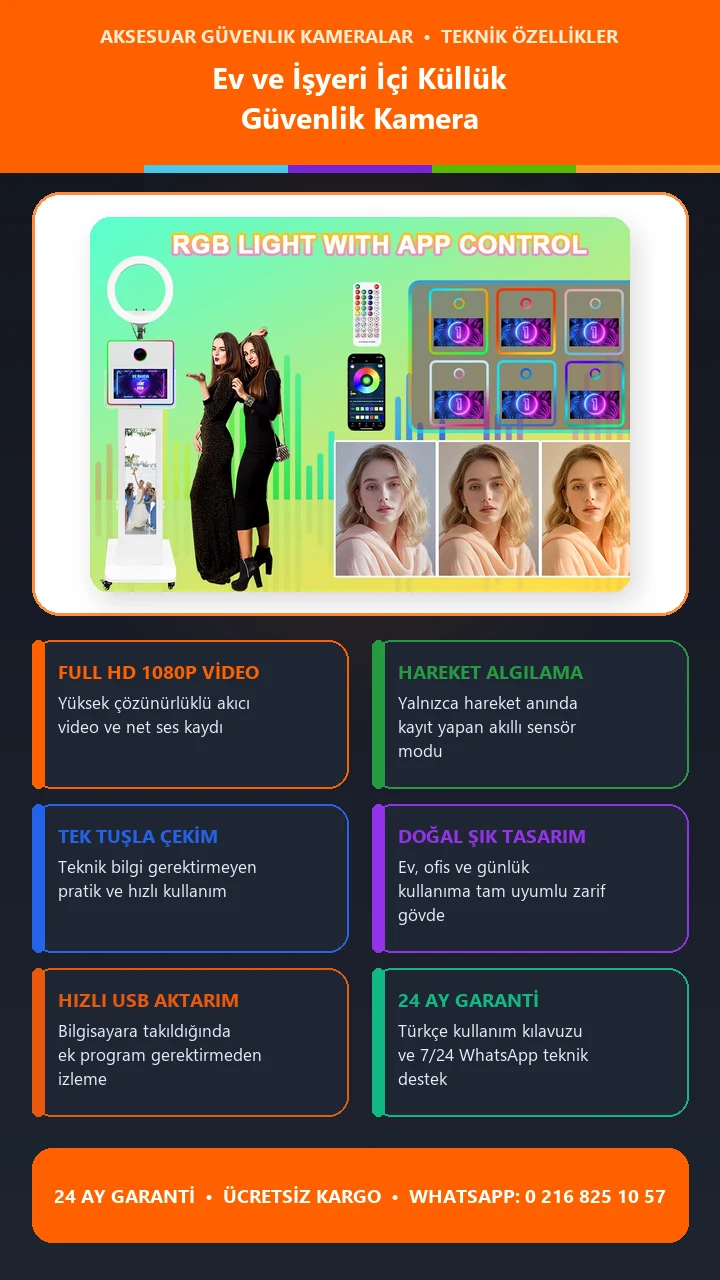 AKSESUAR GÜVENLIK KAMERALAR • TEKNİK ÖZELLİKLER
Ev ve İşyeri İçi Küllük
Güvenlik Kamera
RGB LIGHT WITH APP CONTROL
FULL HD 1080P VİDEO
Yüksek çözünürlüklü akıcı
video ve net ses kaydı
HAREKET ALGILAMA
Yalnızca hareket anında
kayıt yapan akıllı sensör
modu
TEK TUŞLA ÇEKİM
Teknik bilgi gerektirmeyen
pratik ve hızlı kullanım
DOĞAL ŞIK TASARIM
Ev, ofis ve günlük
kullanıma tam uyumlu zarif
gövde
HIZLI USB AKTARIM
Bilgisayara takıldığında
ek program gerektirmeden
izleme
24 AY GARANTİ
Türkçe kullanım kılavuzu
ve 7/24 WhatsApp teknik
destek
24 AY GARANTİ • ÜCRETSİZ KARGO • WHATSAPP: 0 216 825 10 57